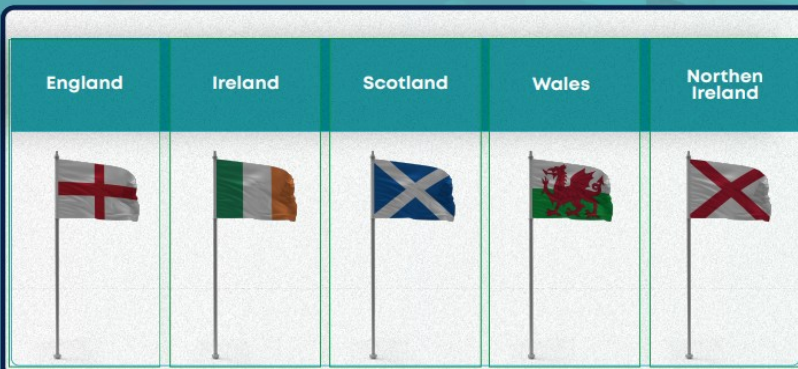 England
Ireland
Scotland
Wales
Northen
Ireland